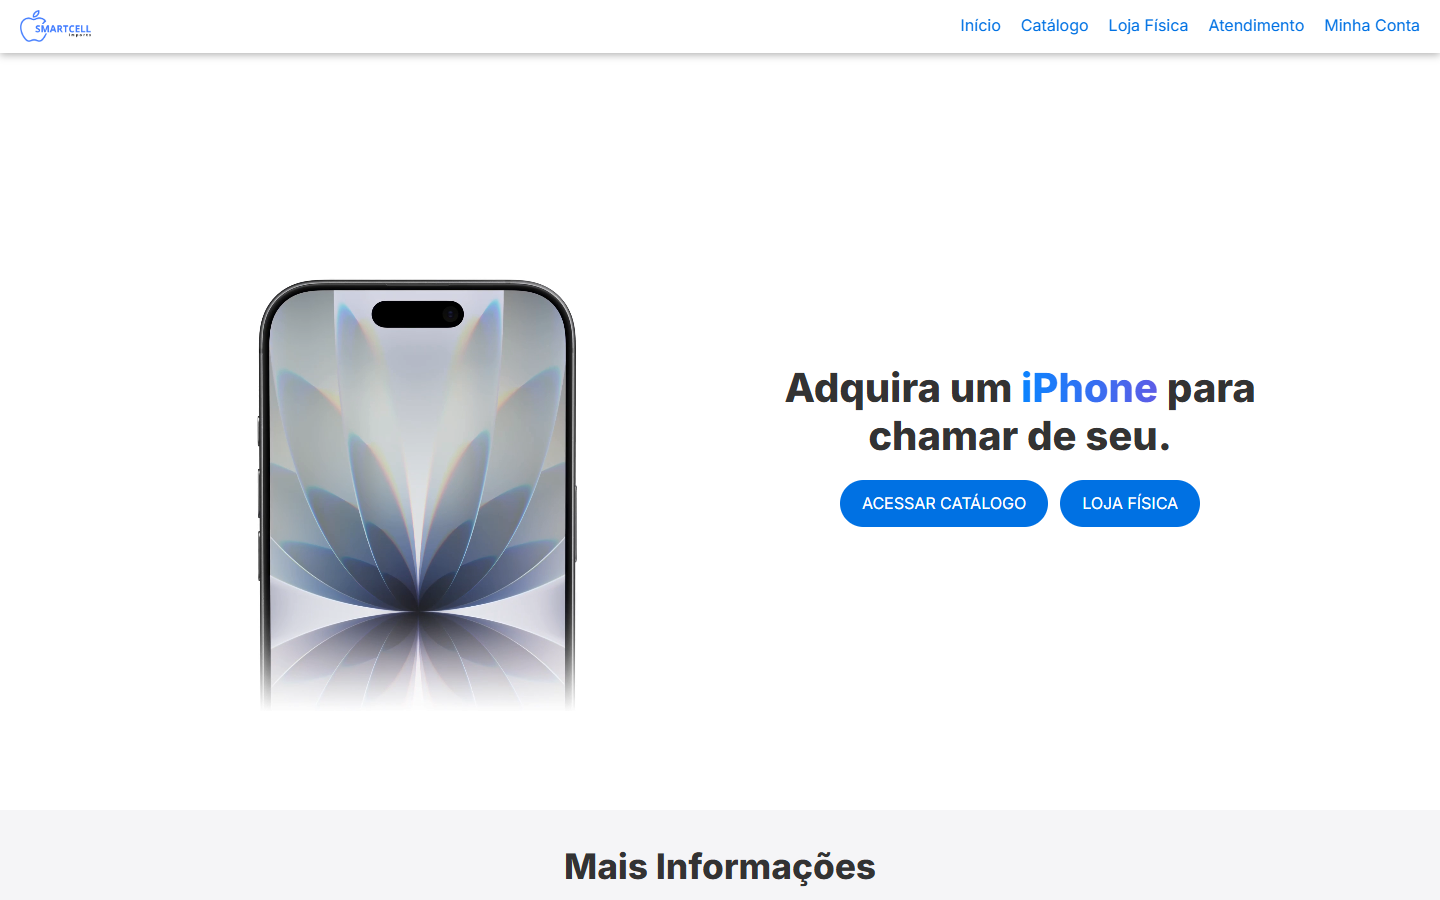 SMARTCELL
imports
Início Catálogo Loja Física Atendimento Minha Conta
Adquira um iPhone para
chamar de seu.
ACESSAR CATÁLOGO LOJA FÍSICA
Mais Informações